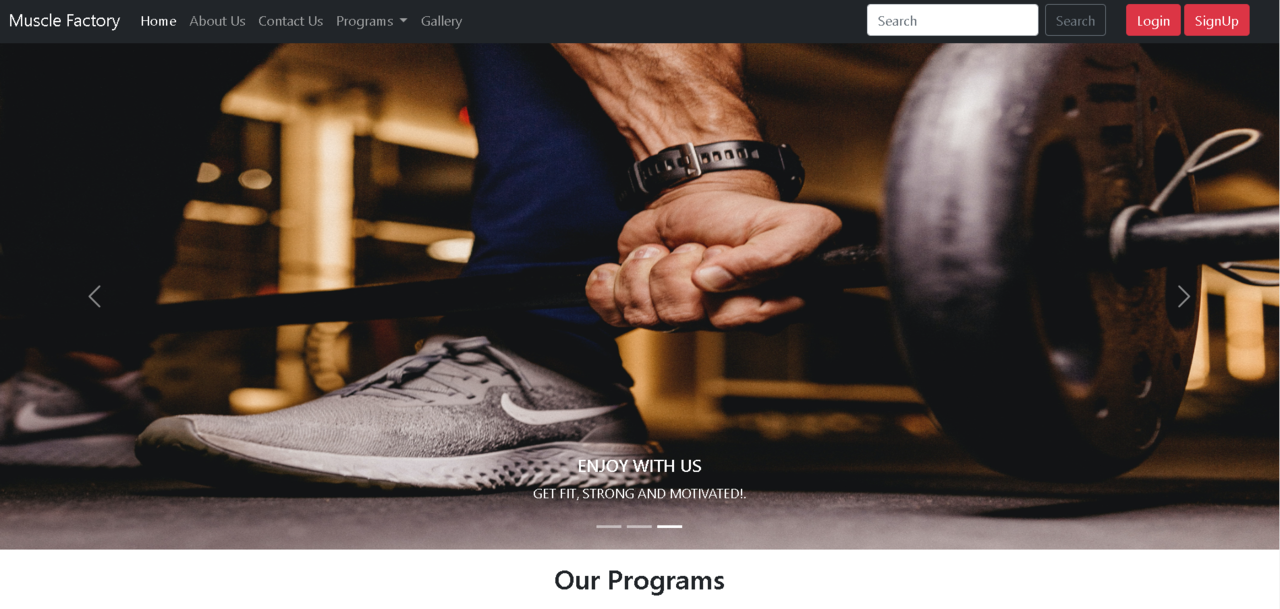 Muscle Factory Home About Us Contact Us Programs Gallery Search Search Login SignUp
ENJOY WITH US
GET FIT, STRONG AND MOTIVATED!.
Our Programs